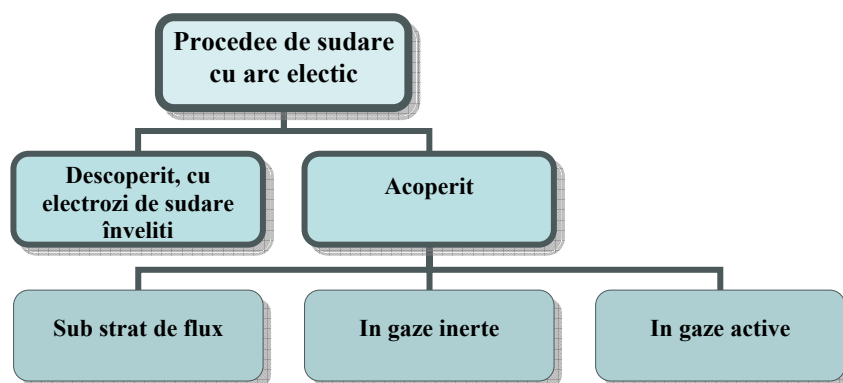 Procedee de sudare
cu arc electic
Descoperit, cu
electrozi de sudare
înveliti
Acoperit
Sub strat de flux
In gaze inerte
In gaze active